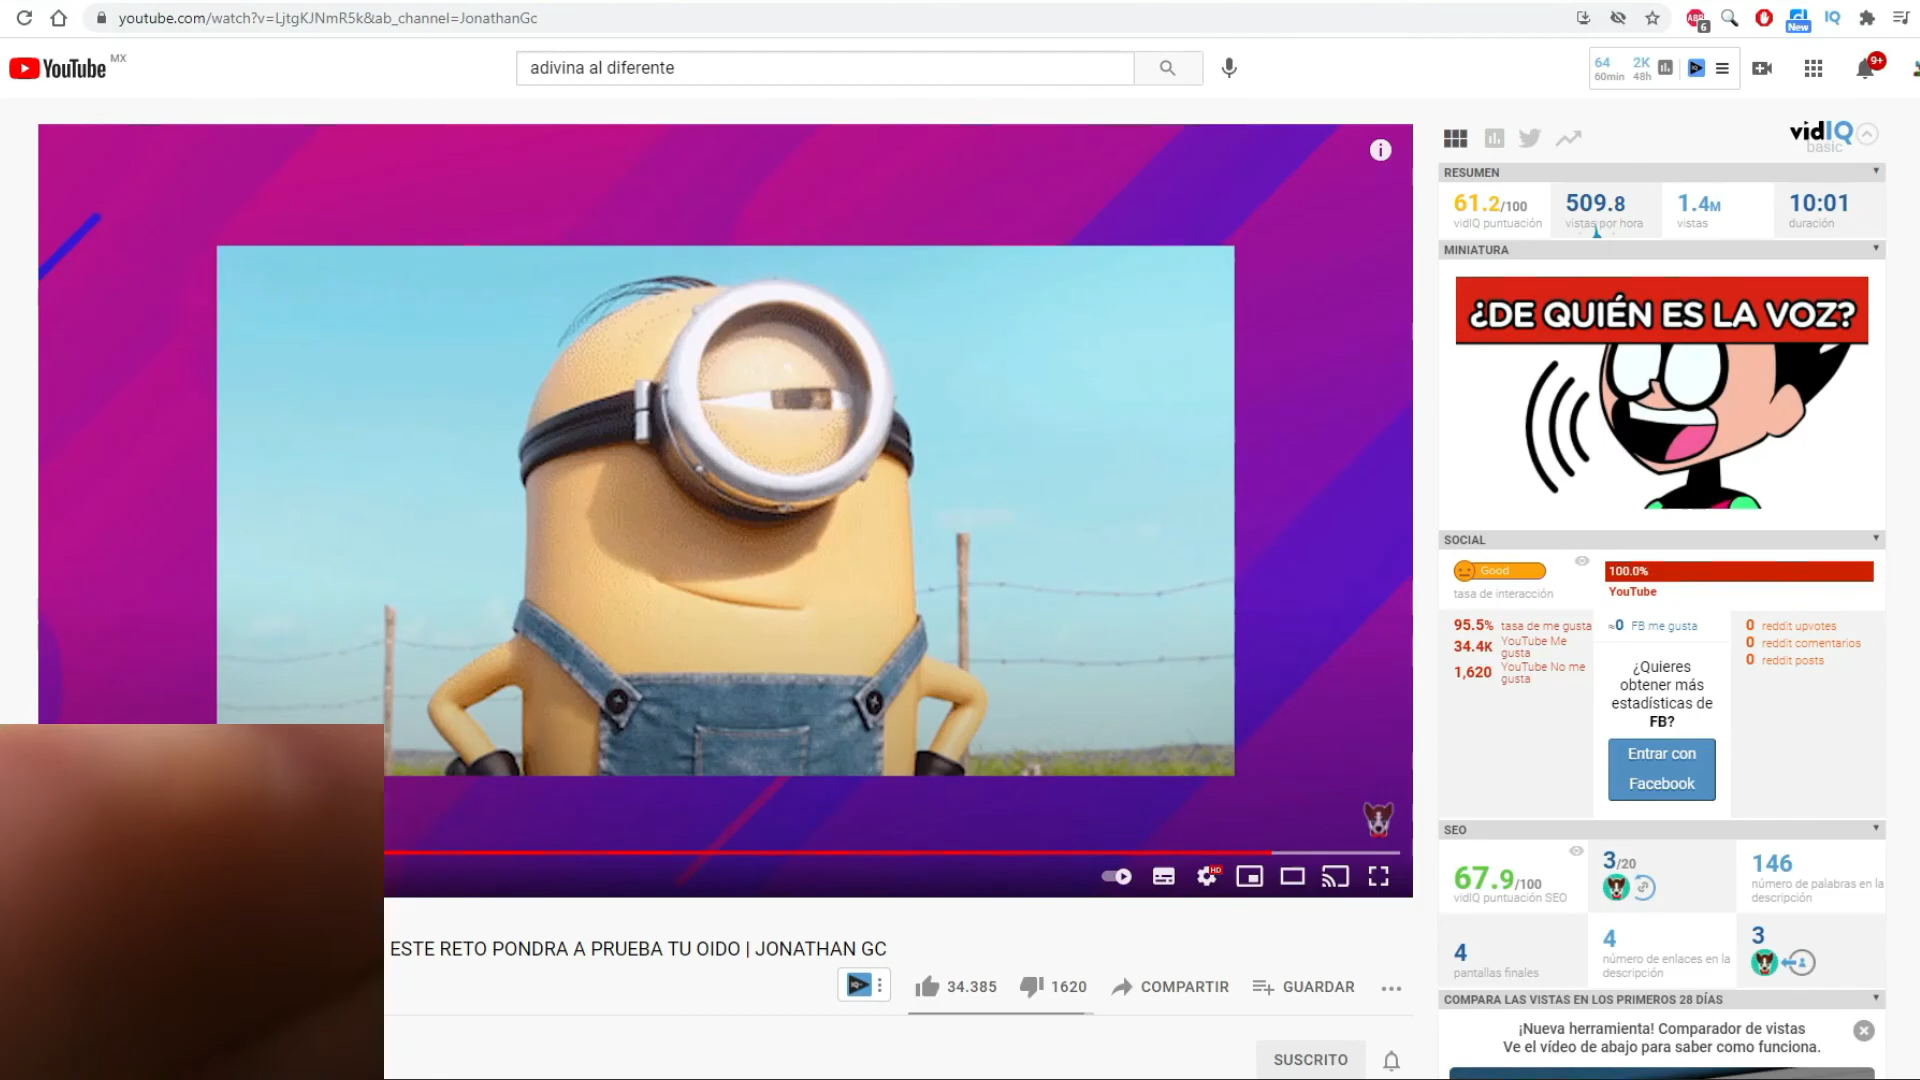 youtube.com/watch?v=LjtgKJNmR5k&ab_channel=JonathanGc
ABP
6
New
IQ
YouTube MX
adivina al diferente
64
60min
2K
48h
9+
vidIQ
basic
RESUMEN
61.2/100
vidIQ puntuación
509.8
vistas por hora
1.4M
vistas
10:01
duración
MINIATURA
¿DE QUIÉN ES LA VOZ?
SOCIAL
Good
tasa de interacción
100.0%
YouTube
95.5% tasa de me gusta
34.4K YouTube Me gusta
1,620 YouTube No me gusta
≈0 FB me gusta
¿Quieres
obtener más
estadísticas de
FB?
Entrar con
Facebook
0 reddit upvotes
0 reddit comentarios
0 reddit posts
HD
SEO
67.9/100
vidIQ puntuación SEO
3/20
146
número de palabras en la
descripción
4
pantallas finales
4
número de enlaces en la
descripción
3
ESTE RETO PONDRA A PRUEBA TU OIDO | JONATHAN GC
34.385
1620
COMPARTIR
GUARDAR
SUSCRITO
COMPARA LAS VISTAS EN LOS PRIMEROS 28 DÍAS
¡Nueva herramienta! Comparador de vistas
Ve el vídeo de abajo para saber como funciona.